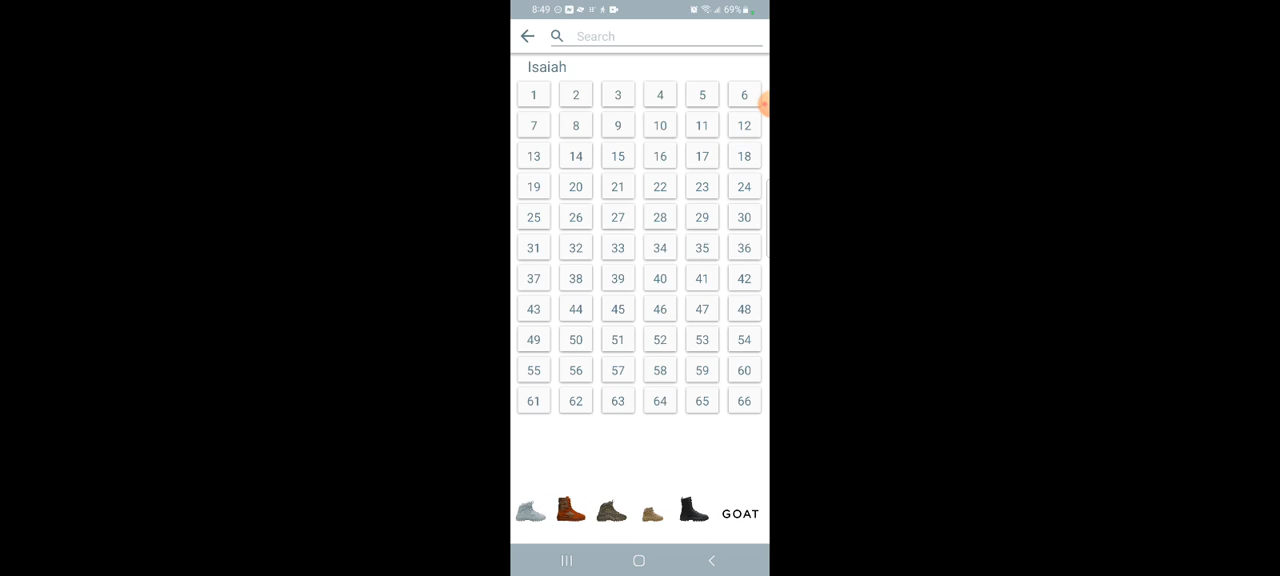 8:49 69%
Search
Isaiah
1 2 3 4 5 6
7 8 9 10 11 12
13 14 15 16 17 18
19 20 21 22 23 24
25 26 27 28 29 30
31 32 33 34 35 36
37 38 39 40 41 42
43 44 45 46 47 48
49 50 51 52 53 54
55 56 57 58 59 60
61 62 63 64 65 66
GOAT